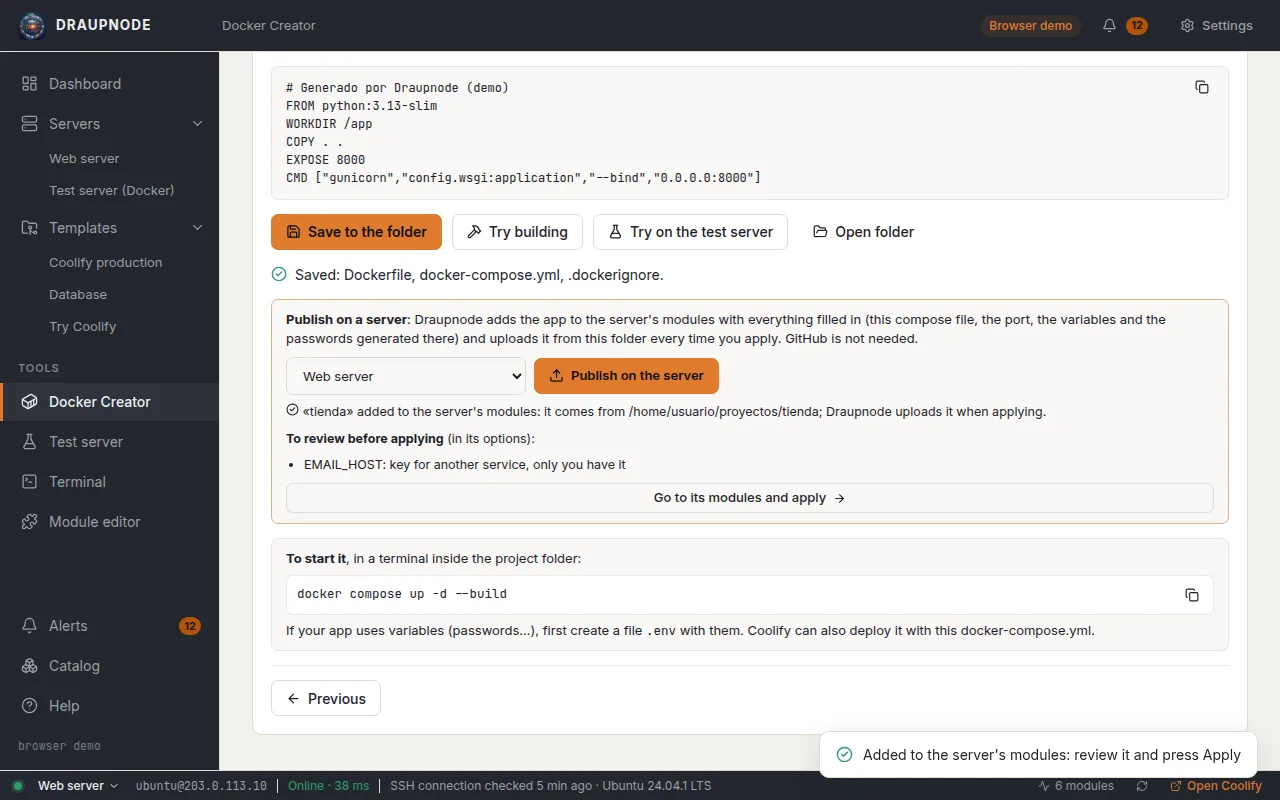 DRAUPNODE
Docker Creator
Browser demo
12
Settings
Dashboard
Servers
Web server
Test server (Docker)
Templates
Coolify production
Database
Try Coolify
TOOLS
Docker Creator
Test server
Terminal
Module editor
Alerts
12
Catalog
Help
browser demo
# Generado por Draupnode (demo)
FROM python:3.13-slim
WORKDIR /app
COPY . .
EXPOSE 8000
CMD ["gunicorn","config.wsgi:application","--bind","0.0.0.0:8000"]
Save to the folder
Try building
Try on the test server
Open folder
Saved: Dockerfile, docker-compose.yml, .dockerignore.
Publish on a server: Draupnode adds the app to the server's modules with everything filled in (this compose file, the port, the variables and the
passwords generated there) and uploads it from this folder every time you apply. GitHub is not needed.
Web server
Publish on the server
«tienda» added to the server's modules: it comes from /home/usuario/proyectos/tienda; Draupnode uploads it when applying.
To review before applying (in its options):
• EMAIL_HOST: key for another service, only you have it
Go to its modules and apply →
To start it, in a terminal inside the project folder:
docker compose up -d --build
If your app uses variables (passwords...), first create a file .env with them. Coolify can also deploy it with this docker-compose.yml.
← Previous
Added to the server's modules: review it and press Apply
Web server
ubuntu@203.0.113.10
Online · 38 ms
SSH connection checked 5 min ago · Ubuntu 24.04.1 LTS
6 modules
Open Coolify